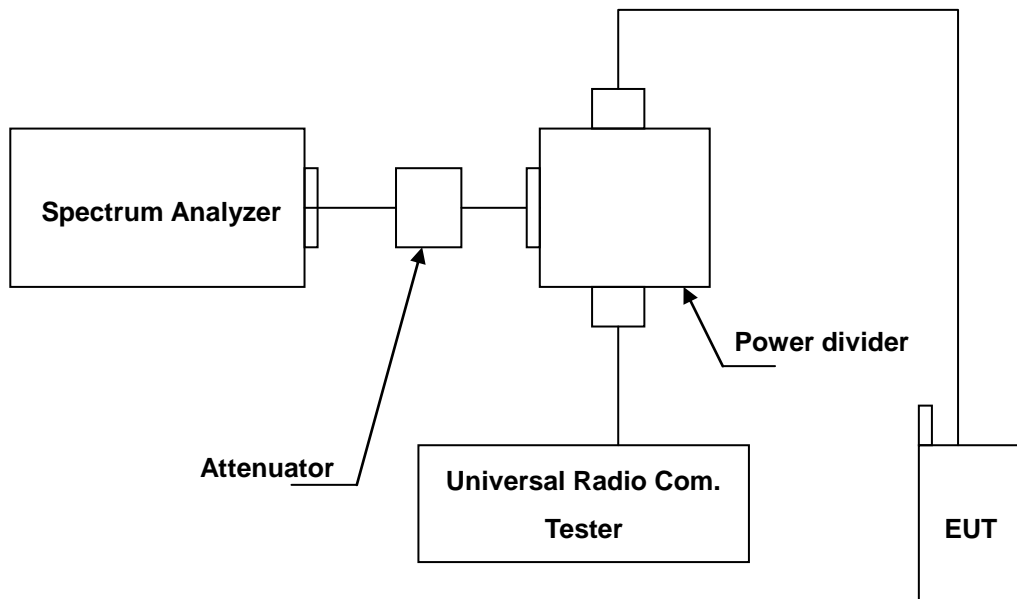 Spectrum Analyzer
Power divider
Attenuator
Universal Radio Com.
Tester
EUT